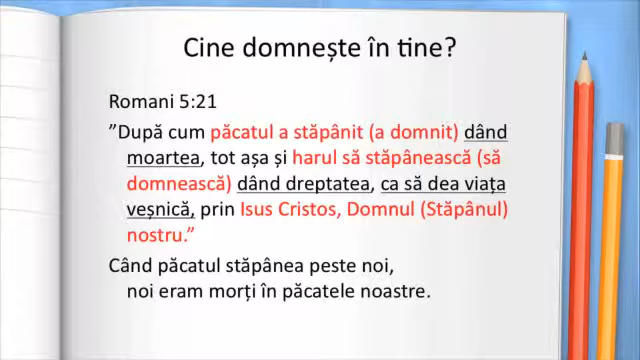 Cine domnește în tine?
Romani 5:21
”După cum păcatul a stăpânit (a domnit) dând
moartea, tot așa și harul să stăpânească (să
domnească) dând dreptatea, ca să dea viața
veșnică, prin Isus Cristos, Domnul (Stăpânul)
nostru.”
Când păcatul stăpânea peste noi,
noi eram morți în păcatele noastre.